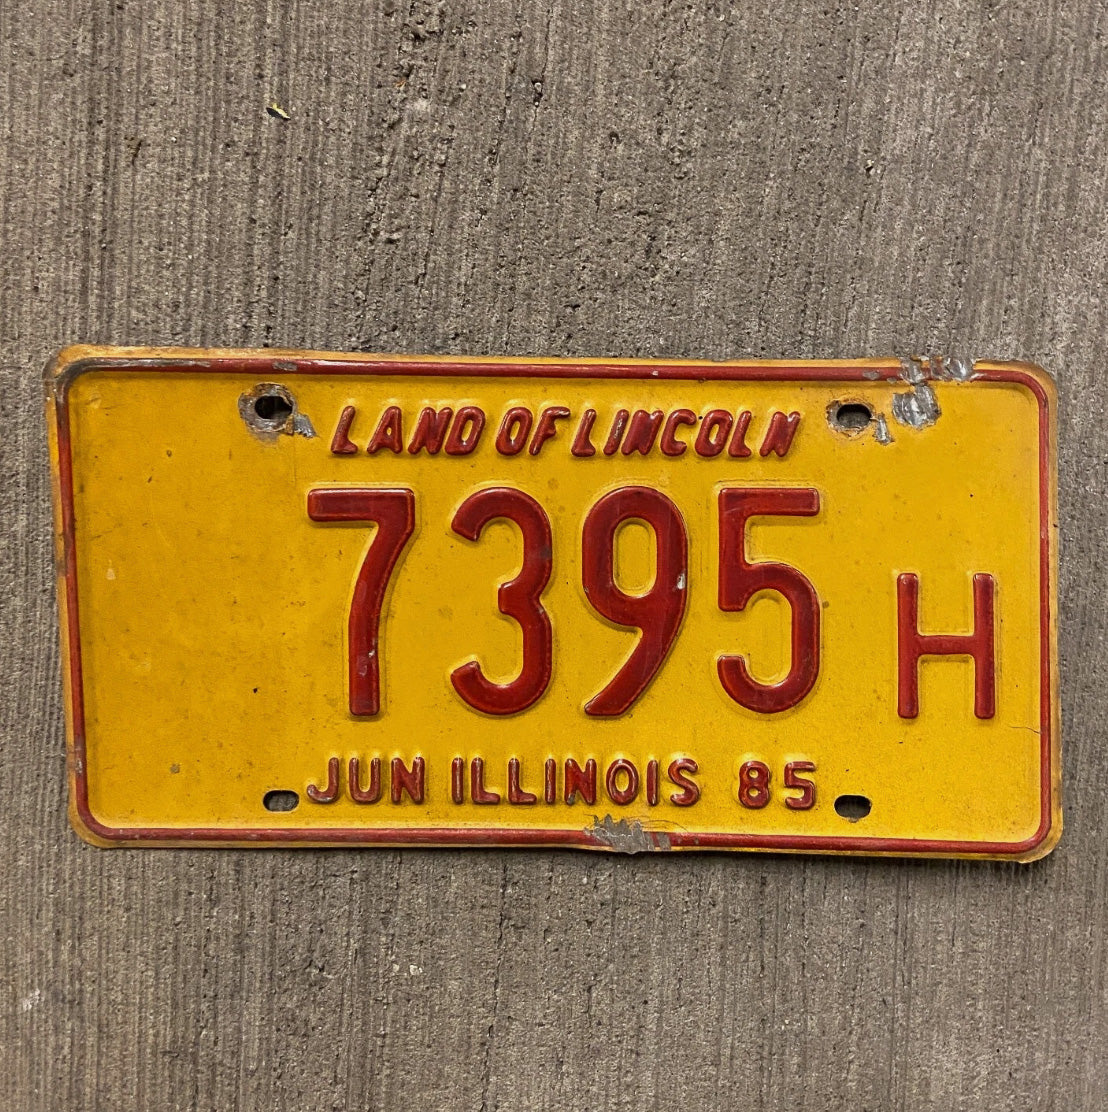 LAND OF LINCOLN
7395 H
JUN ILLINOIS 85